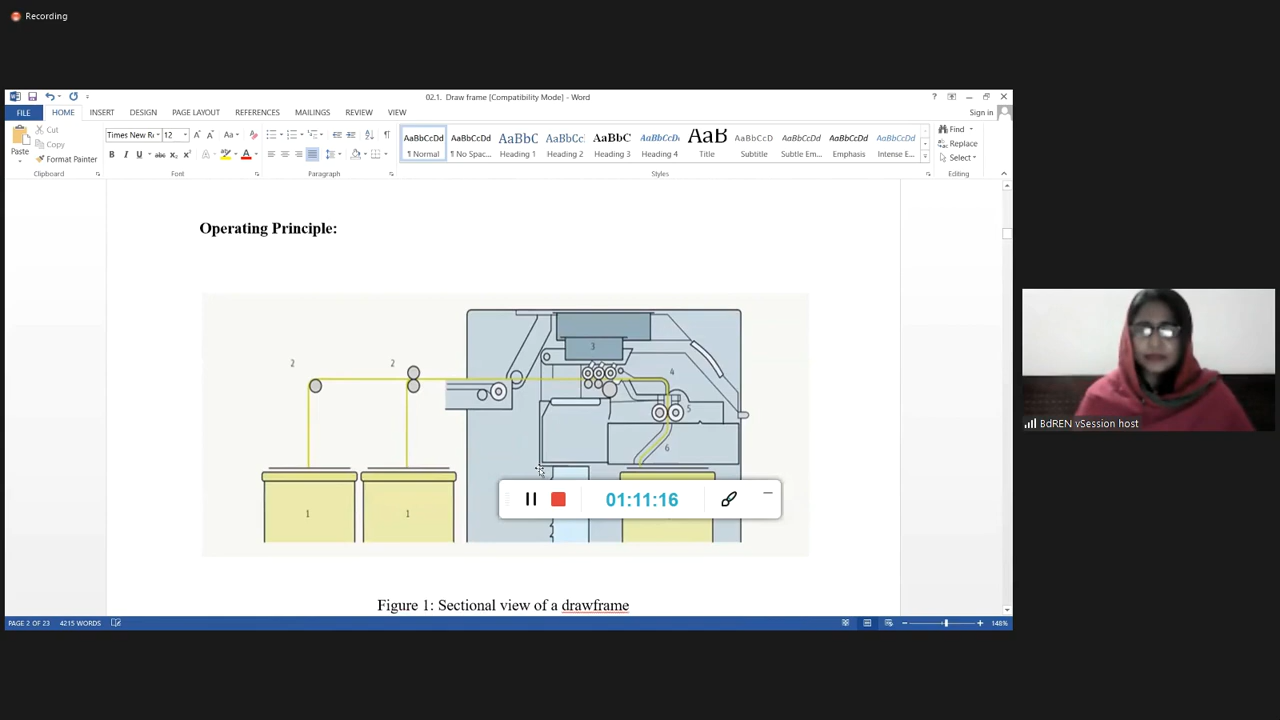 Recording
02.1. Draw frame [Compatibility Mode] - Word
Sign in
FILE HOME INSERT DESIGN PAGE LAYOUT REFERENCES MAILINGS REVIEW VIEW
Paste
Cut
Copy
Format Painter
Clipboard
Times New Ro 12
Font
Paragraph
AaBbCcDd AaBbCcDd AaBbC AaBbCc AaBbC AaBbCcDd AaB AaBbCcD AaBbCcDd AaBbCcDd AaBbCcDd
¶ Normal ¶ No Spac... Heading 1 Heading 2 Heading 3 Heading 4 Title Subtitle Subtle Em... Emphasis Intense E...
Styles
Find
Replace
Select
Editing
Operating Principle:
2 2 3 4 5 6
1 1
01:11:16
Figure 1: Sectional view of a drawframe
BdREN vSession host
PAGE 2 OF 23 4215 WORDS
148%